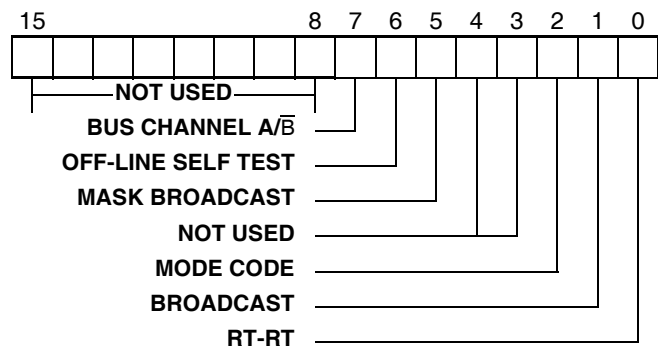 15 8 7 6 5 4 3 2 1 0
NOT USED
BUS CHANNEL A/B̅
OFF-LINE SELF TEST
MASK BROADCAST
NOT USED
MODE CODE
BROADCAST
RT-RT